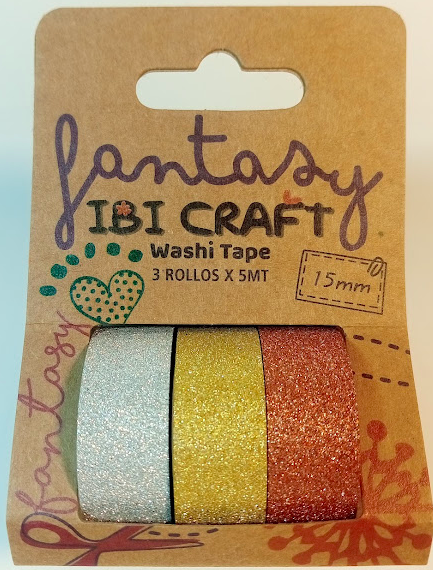 fantasy
IBI CRAFT
Washi Tape
3 ROLLOS X 5MT
15mm
fantasy